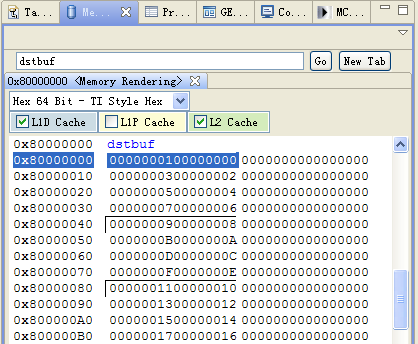 Ta... Me... Pr... GE... Co... MC...
dstbuf Go New Tab
0x80000000 <Memory Rendering>
Hex 64 Bit - TI Style Hex
L1D Cache L1P Cache L2 Cache
0x80000000 dstbuf
0x80000000 0000000100000000 0000000000000000
0x80000010 0000000300000002 0000000000000000
0x80000020 0000000500000004 0000000000000000
0x80000030 0000000700000006 0000000000000000
0x80000040 0000000900000008 0000000000000000
0x80000050 0000000B0000000A 0000000000000000
0x80000060 0000000D0000000C 0000000000000000
0x80000070 0000000F0000000E 0000000000000000
0x80000080 0000001100000010 0000000000000000
0x80000090 0000001300000012 0000000000000000
0x800000A0 0000001500000014 0000000000000000
0x800000B0 0000001700000016 0000000000000000